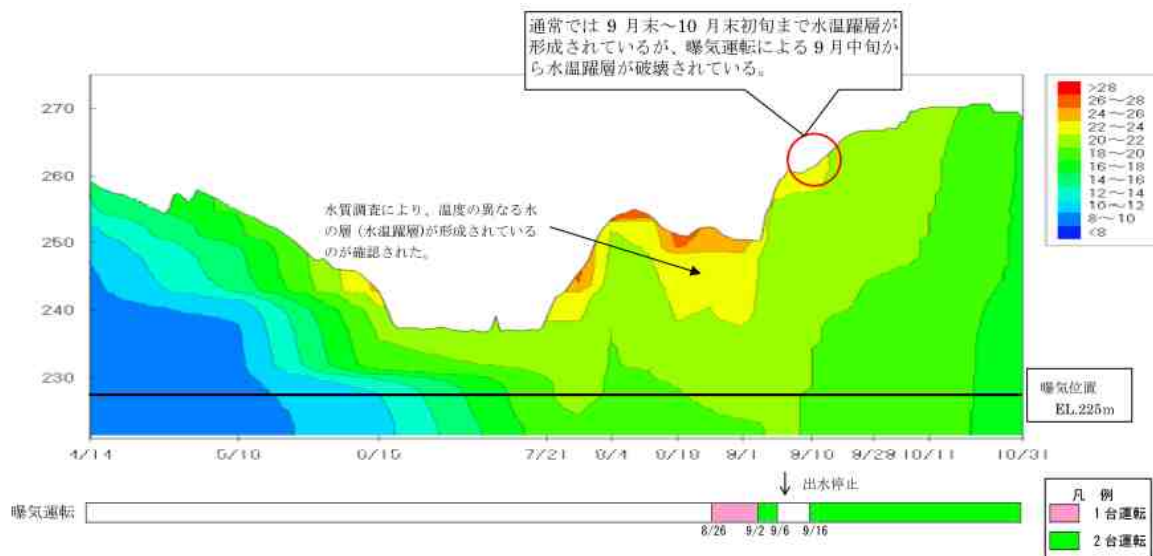 通常では 9 月末～10 月末初旬まで水温躍層が
形成されているが、曝気運転による 9 月中旬か
ら水温躍層が破壊されている。
270
260
250
240
230
水質調査により、温度の異なる水
の層（水温躍層）が形成されている
のが確認された。
>28
26～28
24～26
22～24
20～22
18～20
16～18
14～16
12～14
10～12
8～10
<8
曝気位置
EL.225m
4/14
5/16
6/15
7/21
8/4
8/18
9/1
9/16
9/29
10/11
10/31
出水停止
曝気運転
8/26
9/2
9/6
9/16
凡 例
1 台運転
2 台運転